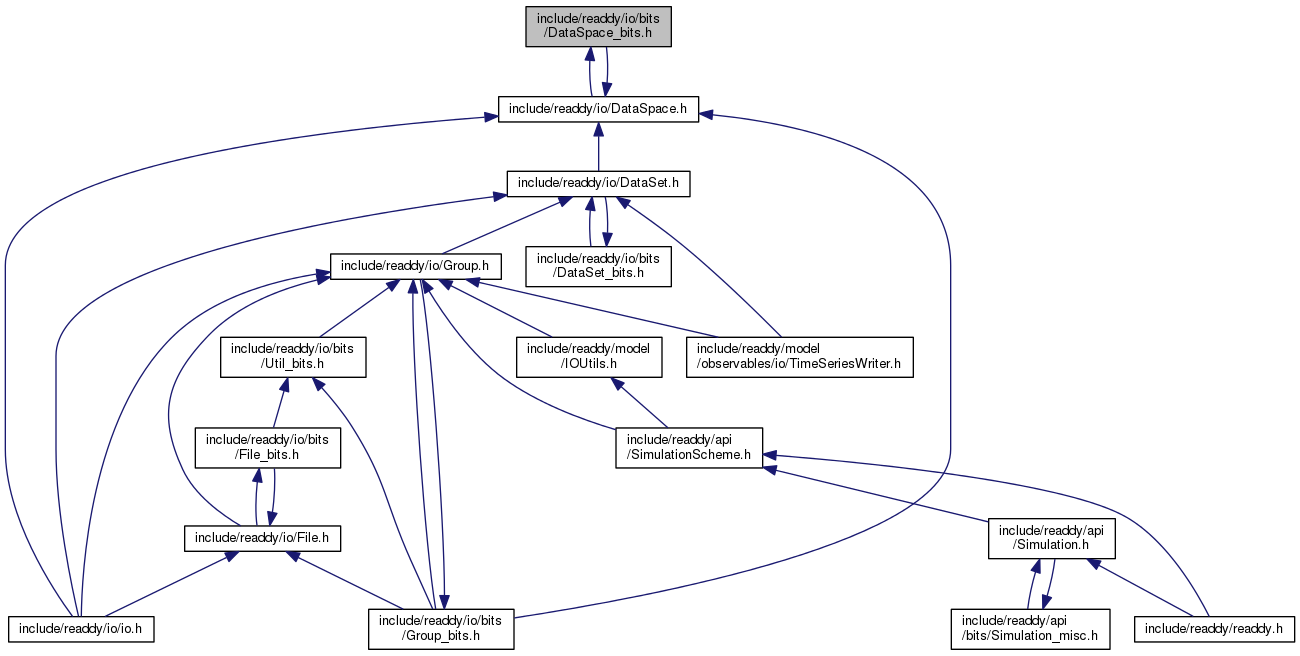 include/readdy/io/bits
/DataSpace_bits.h
include/readdy/io/DataSpace.h
include/readdy/io/DataSet.h
include/readdy/io/Group.h
include/readdy/io/bits
/DataSet_bits.h
include/readdy/io/bits
/Util_bits.h
include/readdy/model
/IOUtils.h
include/readdy/model
/observables/io/TimeSeriesWriter.h
include/readdy/io/bits
/File_bits.h
include/readdy/api
/SimulationScheme.h
include/readdy/io/File.h
include/readdy/api
/Simulation.h
include/readdy/io/io.h
include/readdy/io/bits
/Group_bits.h
include/readdy/api
/bits/Simulation_misc.h
include/readdy/readdy.h